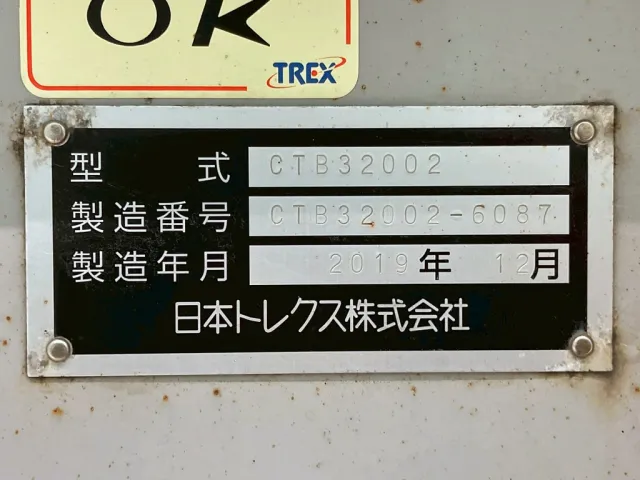 OK
TREX
型式 CTB32002
製造番号 CTB32002-6087
製造年月 2019年 12月
日本トレクス株式会社